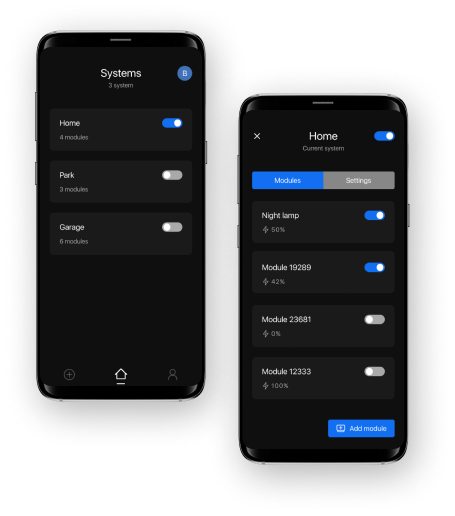 Systems
B
3 system
Home
4 modules
Park
3 modules
Garage
6 modules
Home
Current system
Modules
Settings
Night lamp
50%
Module 19289
42%
Module 23681
0%
Module 12333
100%
Add module